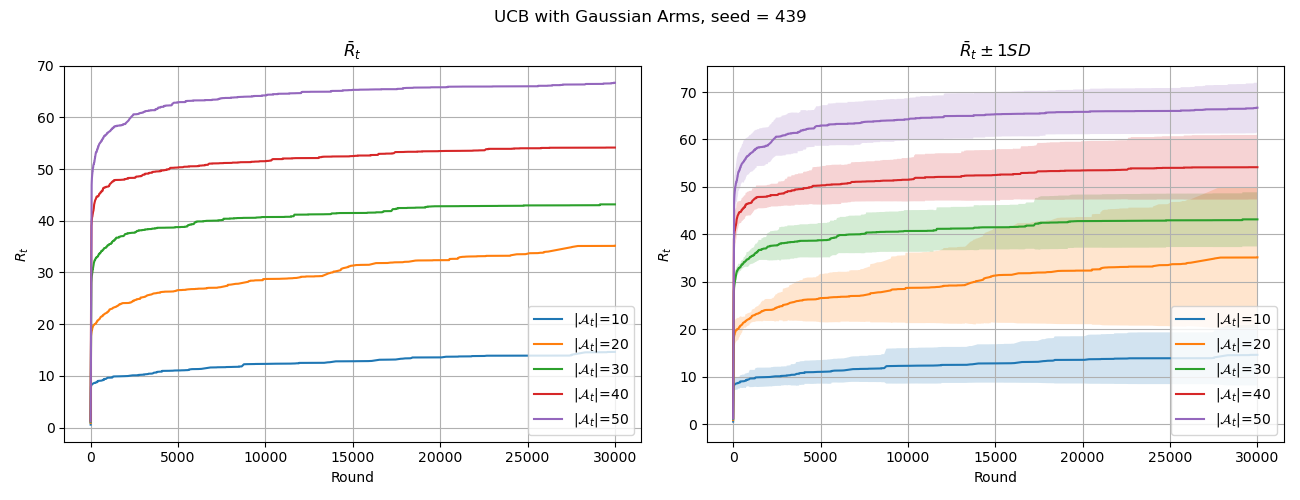 UCB with Gaussian Arms, seed = 439
R̄ₜ
70
60
50
40
30
20
10
0
Rₜ
0 5000 10000 15000 20000 25000 30000
Round
|𝒜ₜ|=10
|𝒜ₜ|=20
|𝒜ₜ|=30
|𝒜ₜ|=40
|𝒜ₜ|=50
R̄ₜ ± 1SD
70
60
50
40
30
20
10
0
Rₜ
0 5000 10000 15000 20000 25000 30000
Round
|𝒜ₜ|=10
|𝒜ₜ|=20
|𝒜ₜ|=30
|𝒜ₜ|=40
|𝒜ₜ|=50